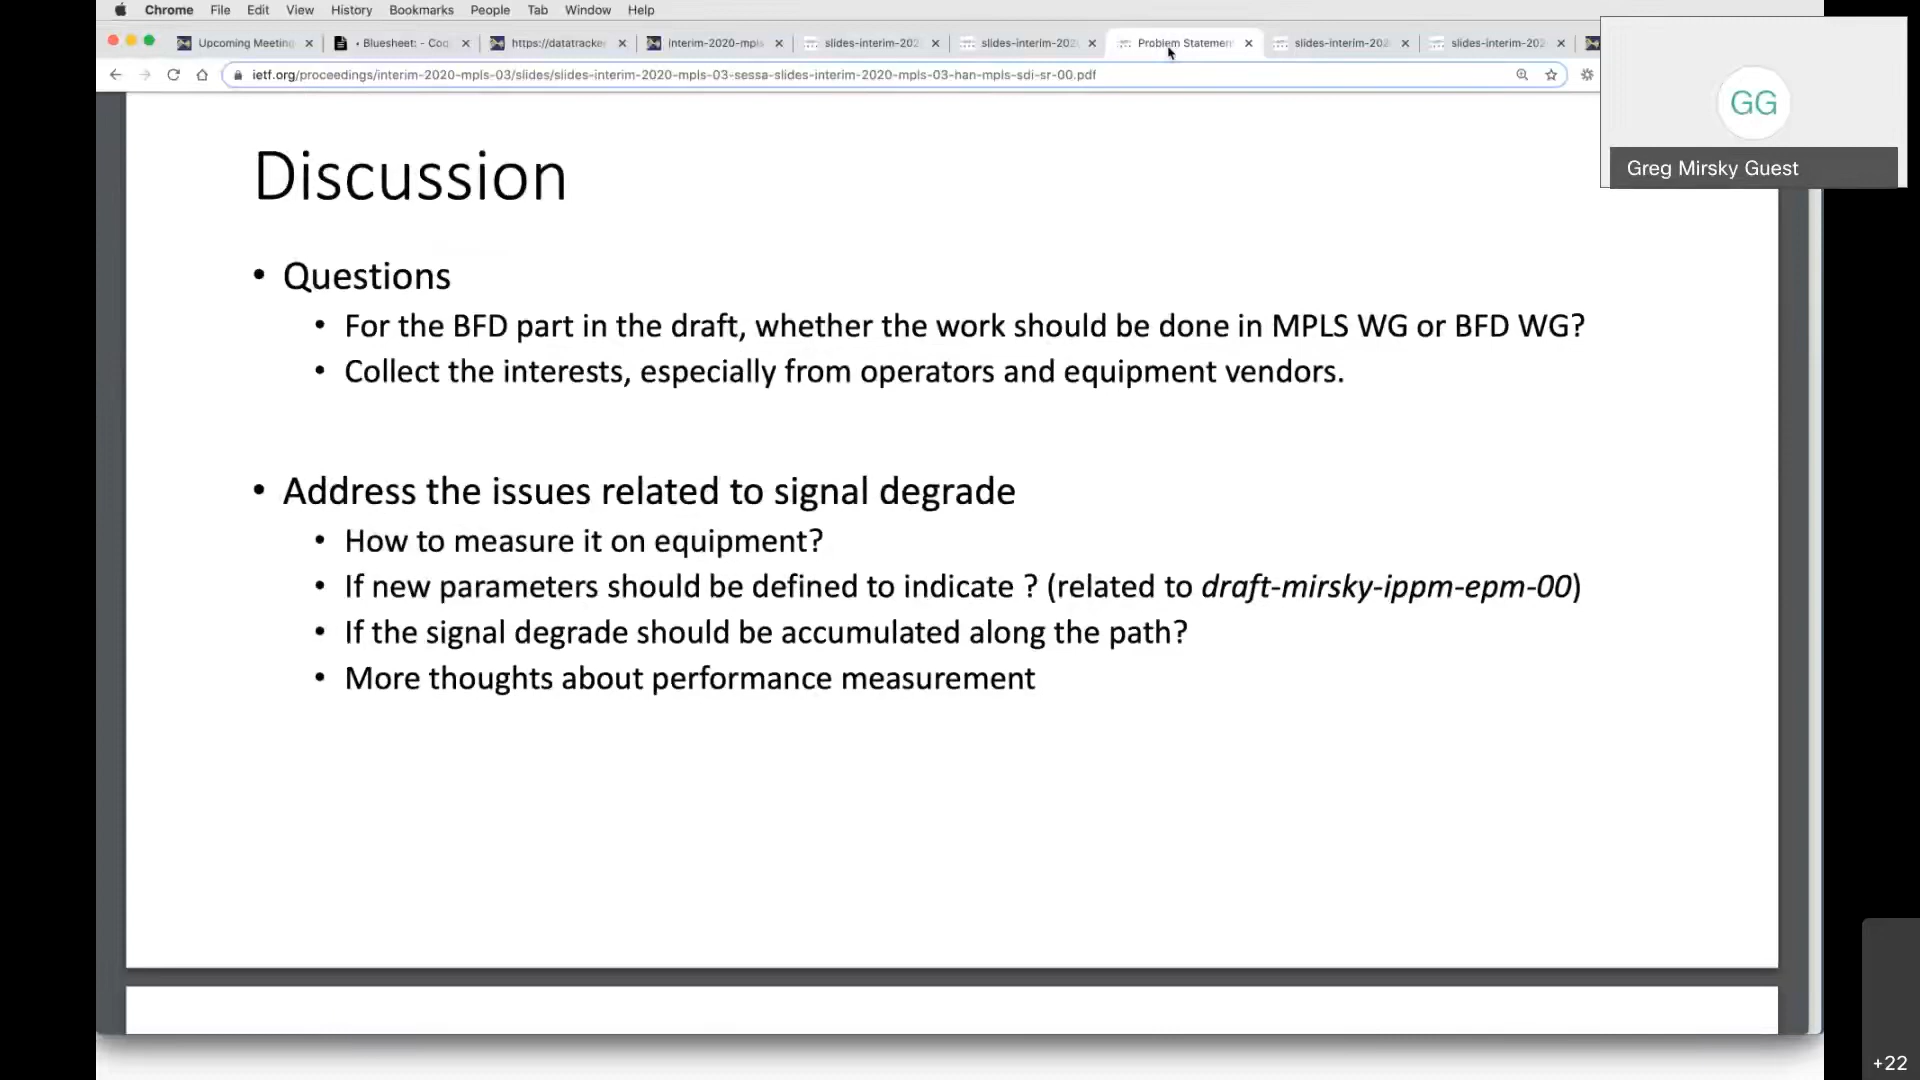 Chrome File Edit View History Bookmarks People Tab Window Help
Upcoming Meeting • Bluesheet: - Cod https://datatracke Interim-2020-mpls slides-interim-202 slides-interim-202 Problem Statement slides-interim-202 slides-interim-202
ietf.org/proceedings/interim-2020-mpls-03/slides/slides-interim-2020-mpls-03-sessa-slides-interim-2020-mpls-03-han-mpls-sdi-sr-00.pdf
GG
Greg Mirsky Guest
Discussion
• Questions
• For the BFD part in the draft, whether the work should be done in MPLS WG or BFD WG?
• Collect the interests, especially from operators and equipment vendors.
• Address the issues related to signal degrade
• How to measure it on equipment?
• If new parameters should be defined to indicate ? (related to draft-mirsky-ippm-epm-00)
• If the signal degrade should be accumulated along the path?
• More thoughts about performance measurement
+22